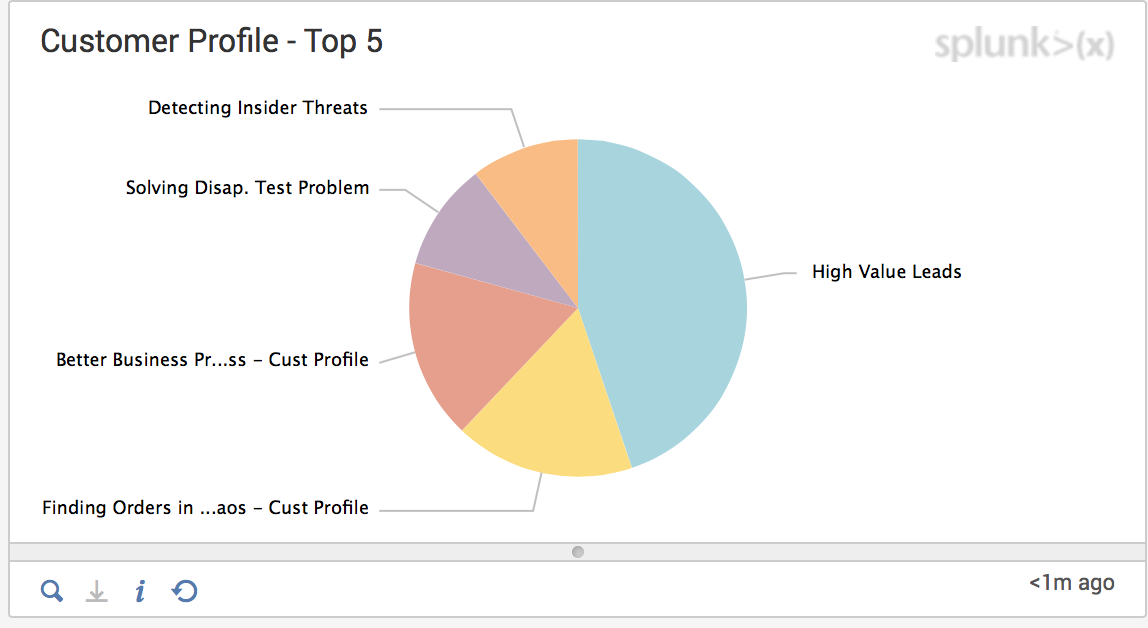 Customer Profile - Top 5
splunk>(x)
Detecting Insider Threats
Solving Disap. Test Problem
High Value Leads
Better Business Pr...ss – Cust Profile
Finding Orders in ...aos – Cust Profile
i
<1m ago